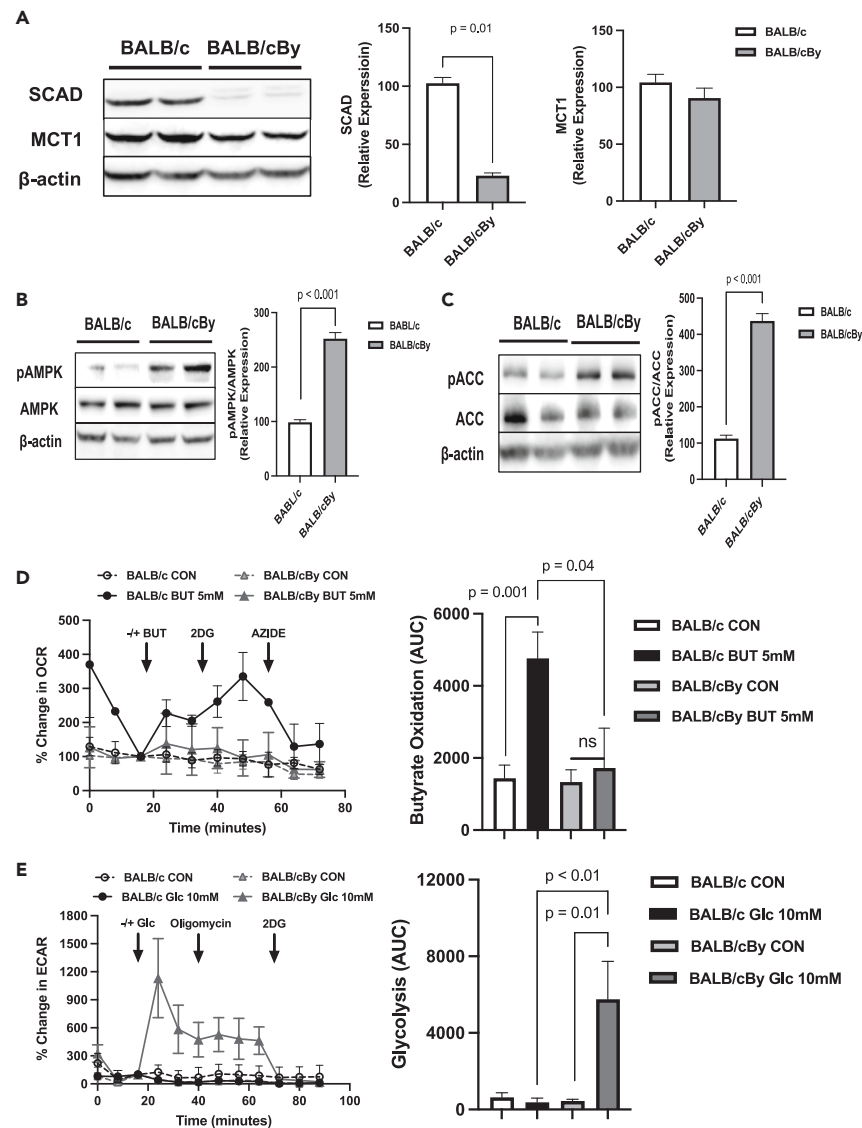 A
BALB/c BALB/cBy
SCAD
MCT1
β-actin
SCAD
(Relative Experssioin)
150
100
50
0
p = 0.01
BALB/c
BALB/cBy
MCT1
(Relative Expression)
150
100
50
0
BALB/c
BALB/cBy
BALB/c
BALB/cBy
B
BALB/c BALB/cBy
pAMPK
AMPK
β-actin
pAMPK/AMPK
(Relative Expression)
300
200
100
0
p < 0.001
BABL/c
BALB/cBy
BABL/c
BALB/cBy
C
BALB/c BALB/cBy
pACC
ACC
β-actin
pACC/ACC
(Relative Expression)
500
400
300
200
100
0
p < 0.001
BALB/c
BALB/cBy
BALB/c
BALB/cBy
D
BALB/c CON BALB/cBy CON
BALB/c BUT 5mM BALB/cBy BUT 5mM
% Change in OCR
500
400
300
200
100
0
-/+ BUT 2DG AZIDE
0 20 40 60 80
Time (minutes)
Butyrate Oxidation (AUC)
6000
4000
2000
0
p = 0.04
p = 0.001
ns
BALB/c CON
BALB/c BUT 5mM
BALB/cBy CON
BALB/cBy BUT 5mM
E
BALB/c CON BALB/cBy CON
BALB/c Glc 10mM BALB/cBy Glc 10mM
% Change in ECAR
1800
1500
1200
900
600
300
0
-/+ Glc Oligomycin 2DG
0 20 40 60 80 100
Time (minutes)
Glycolysis (AUC)
12000
8000
4000
0
p < 0.01
p = 0.01
BALB/c CON
BALB/c Glc 10mM
BALB/cBy CON
BALB/cBy Glc 10mM